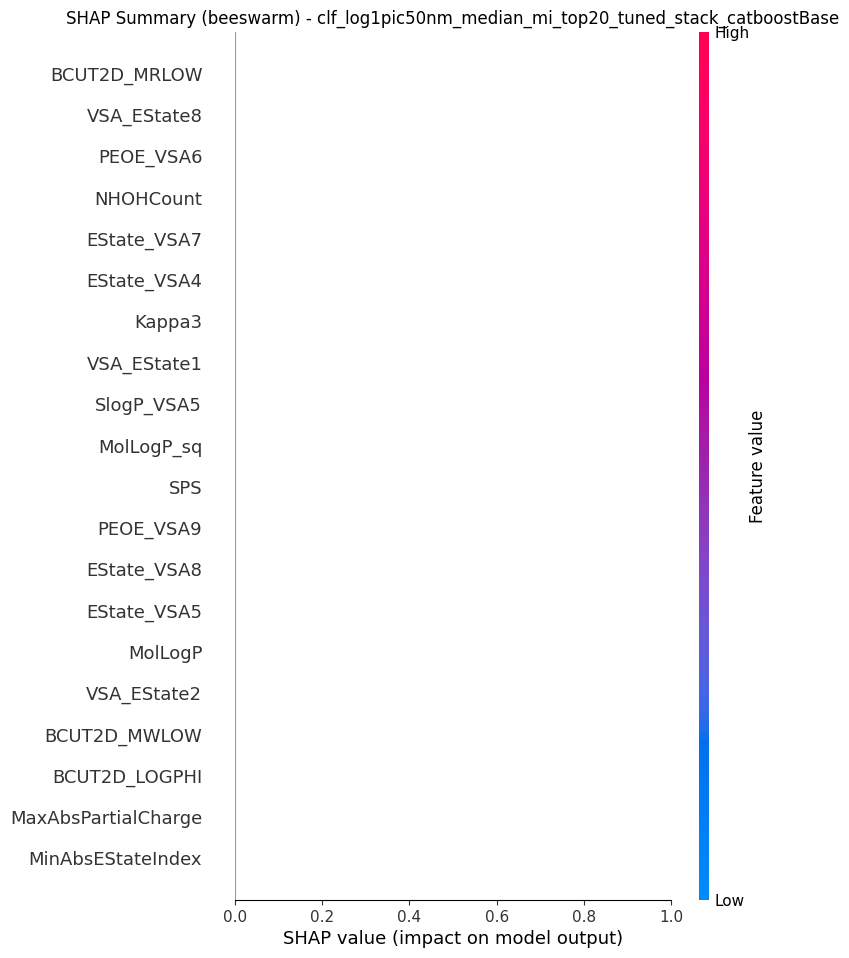 SHAP Summary (beeswarm) - clf_log1pic50nm_median_mi_top20_tuned_stack_catboostBase
High
BCUT2D_MRLOW
VSA_EState8
PEOE_VSA6
NHOHCount
EState_VSA7
EState_VSA4
Kappa3
VSA_EState1
SlogP_VSA5
MolLogP_sq
SPS
PEOE_VSA9
EState_VSA8
EState_VSA5
MolLogP
VSA_EState2
BCUT2D_MWLOW
BCUT2D_LOGPHI
MaxAbsPartialCharge
MinAbsEStateIndex
Feature value
Low
0.0 0.2 0.4 0.6 0.8 1.0
SHAP value (impact on model output)